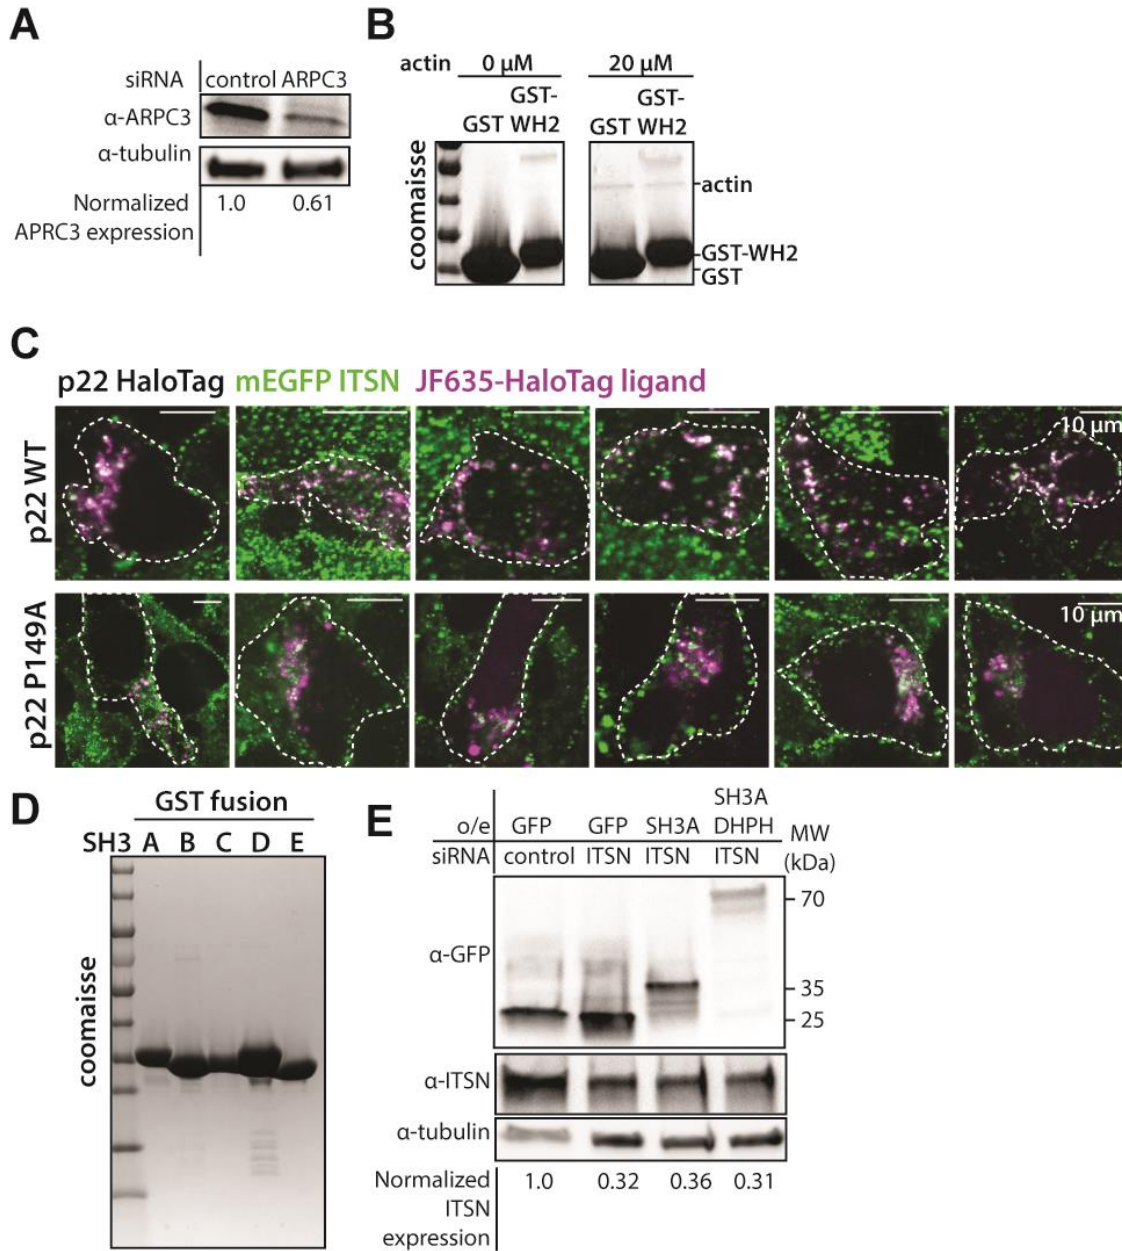 A
siRNA control ARPC3
α-ARPC3
α-tubulin
Normalized 1.0 0.61
APRC3 expression
B
actin 0 µM 20 µM
GST- GST-
GST WH2 GST WH2
coomaisse
actin
GST-WH2
GST
C
p22 HaloTag mEGFP ITSN JF635-HaloTag ligand
p22 WT
10 µm
p22 P149A
10 µm
D
GST fusion
SH3 A B C D E
coomaisse
E
SH3A
o/e GFP GFP SH3A DHPH MW
siRNA control ITSN ITSN ITSN (kDa)
α-GFP
70
35
25
α-ITSN
α-tubulin
Normalized 1.0 0.32 0.36 0.31
ITSN
expression